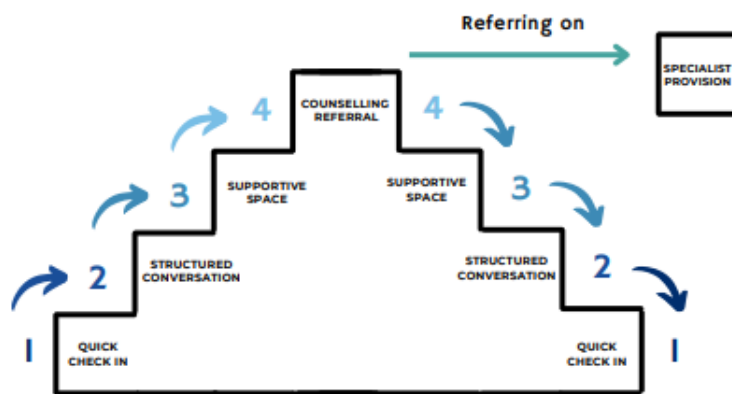 Referring on
SPECIALIST
PROVISION
4
COUNSELLING
REFERRAL
4
3
SUPPORTIVE
SPACE
SUPPORTIVE
SPACE
3
2
STRUCTURED
CONVERSATION
STRUCTURED
CONVERSATION
2
1
QUICK
CHECK IN
QUICK
CHECK IN
1